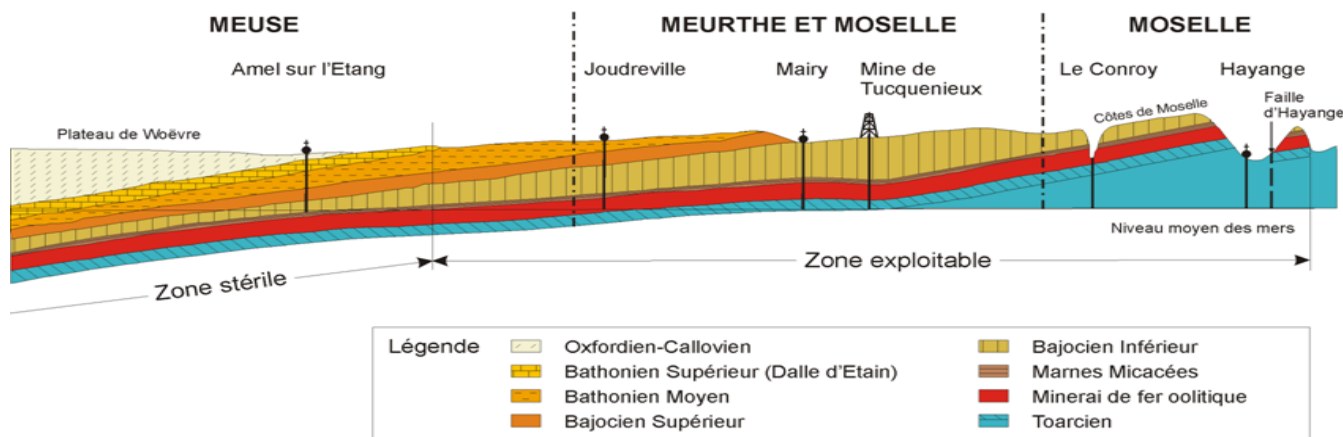 MEUSE
MEURTHE ET MOSELLE
MOSELLE
Amel sur l'Etang
Joudreville
Mairy
Mine de
Tucquenieux
Le Conroy
Hayange
Plateau de Woëvre
Côtes de Moselle
Faille
d'Hayange
Niveau moyen des mers
Zone stérile
Zone exploitable
Légende
Oxfordien-Callovien
Bathonien Supérieur (Dalle d'Etain)
Bathonien Moyen
Bajocien Supérieur
Bajocien Inférieur
Marnes Micacées
Minerai de fer oolitique
Toarcien